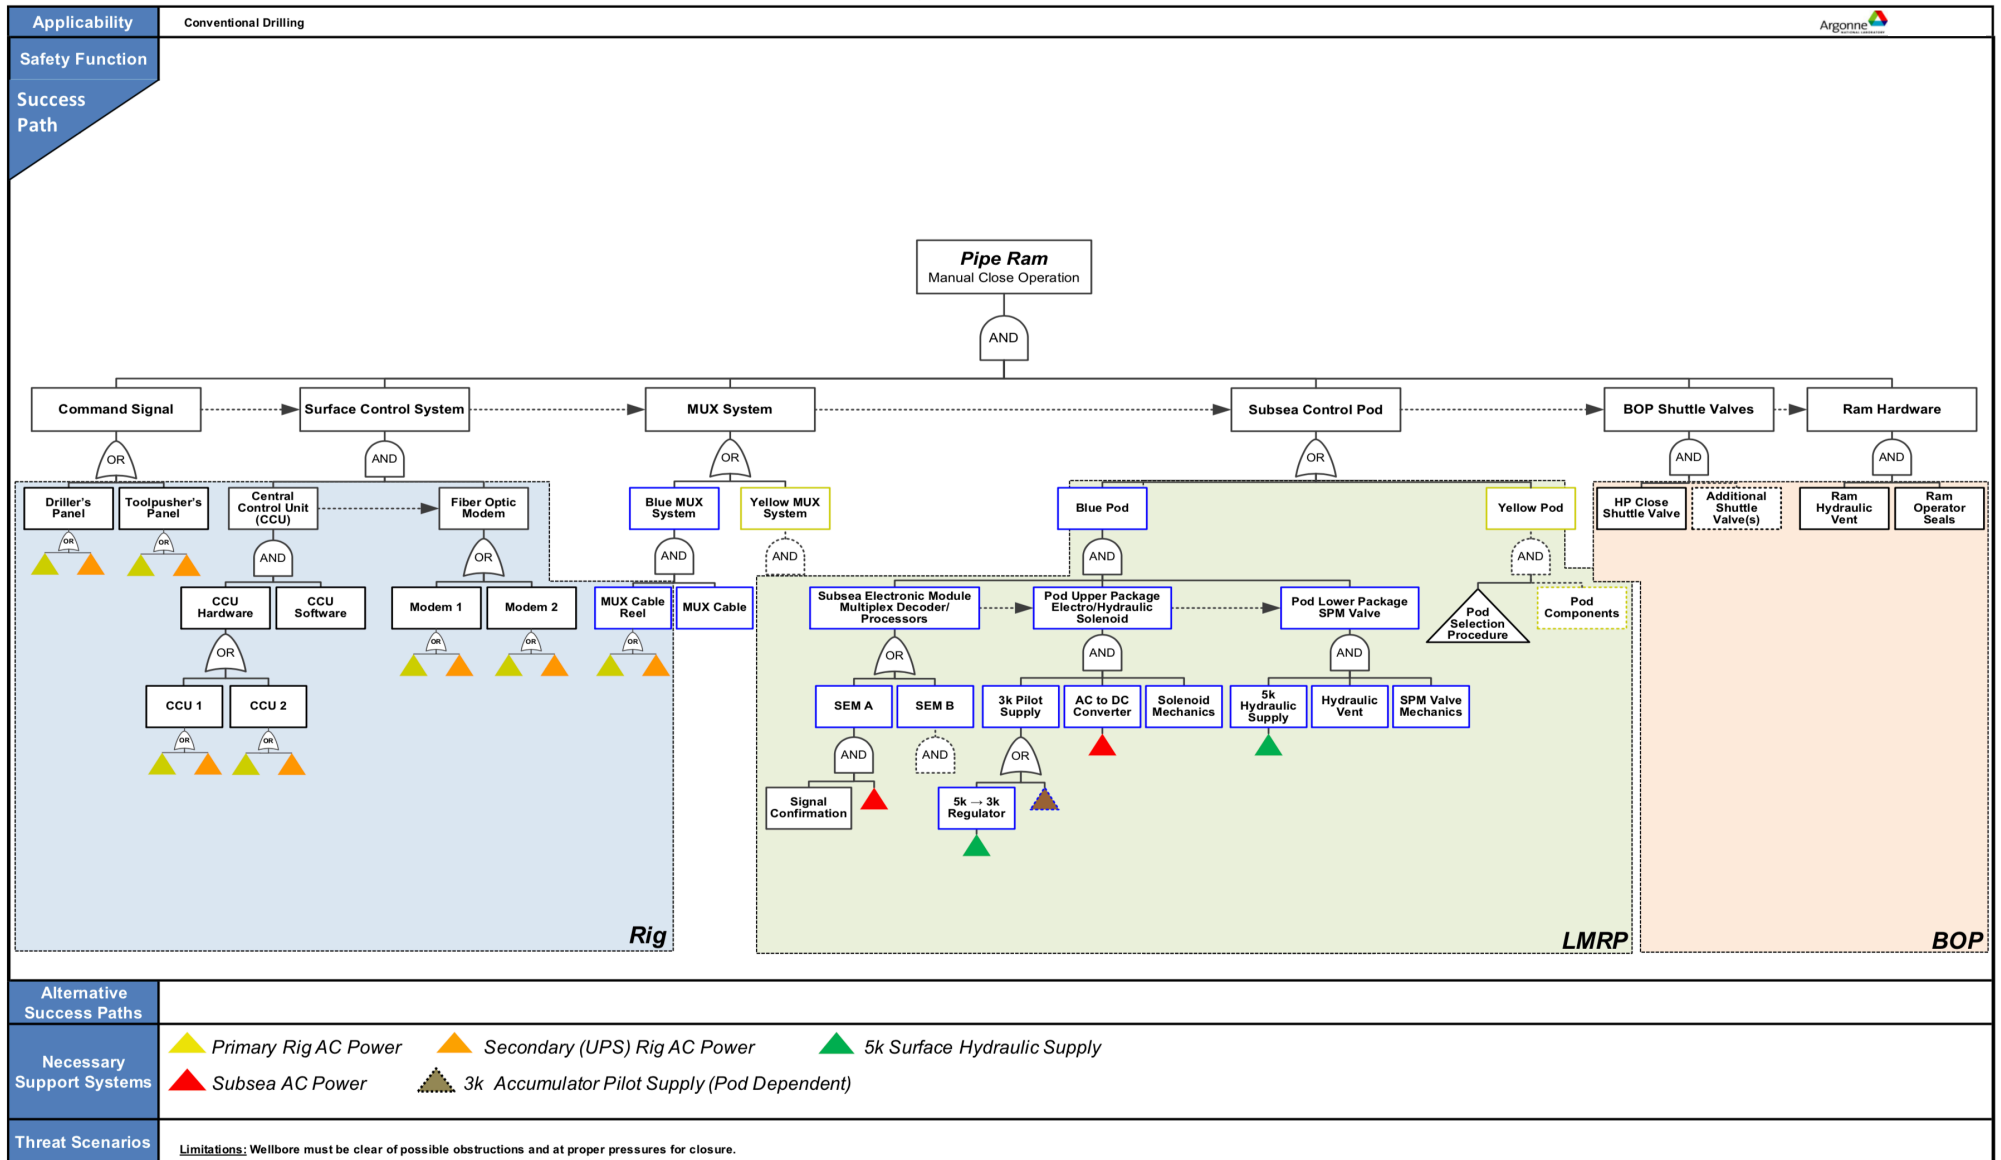 Applicability
Conventional Drilling
Argonne
NATIONAL LABORATORY
Safety Function
Success
Path
Pipe Ram
Manual Close Operation
AND
Command Signal
Surface Control System
MUX System
Subsea Control Pod
BOP Shuttle Valves
Ram Hardware
OR
AND
OR
OR
AND
AND
Driller's
Panel
Toolpusher's
Panel
Central
Control Unit
(CCU)
Fiber Optic
Modem
Blue MUX
System
Yellow MUX
System
Blue Pod
Yellow Pod
HP Close
Shuttle Valve
Additional
Shuttle
Valve(s)
Ram
Hydraulic
Vent
Ram
Operator
Seals
OR
OR
AND
OR
AND
AND
AND
AND
CCU
Hardware
CCU
Software
Modem 1
Modem 2
MUX Cable
Reel
MUX Cable
Subsea Electronic Module
Multiplex Decoder/
Processors
Pod Upper Package
Electro/Hydraulic
Solenoid
Pod Lower Package
SPM Valve
Pod
Selection
Procedure
Pod
Components
OR
OR
OR
OR
OR
AND
AND
CCU 1
CCU 2
SEM A
SEM B
3k Pilot
Supply
AC to DC
Converter
Solenoid
Mechanics
5k
Hydraulic
Supply
Hydraulic
Vent
SPM Valve
Mechanics
OR
OR
AND
AND
OR
Signal
Confirmation
5k → 3k
Regulator
Rig
LMRP
BOP
Alternative
Success Paths
Necessary
Support Systems
Primary Rig AC Power
Secondary (UPS) Rig AC Power
5k Surface Hydraulic Supply
Subsea AC Power
3k Accumulator Pilot Supply (Pod Dependent)
Threat Scenarios
Limitations: Wellbore must be clear of possible obstructions and at proper pressures for closure.